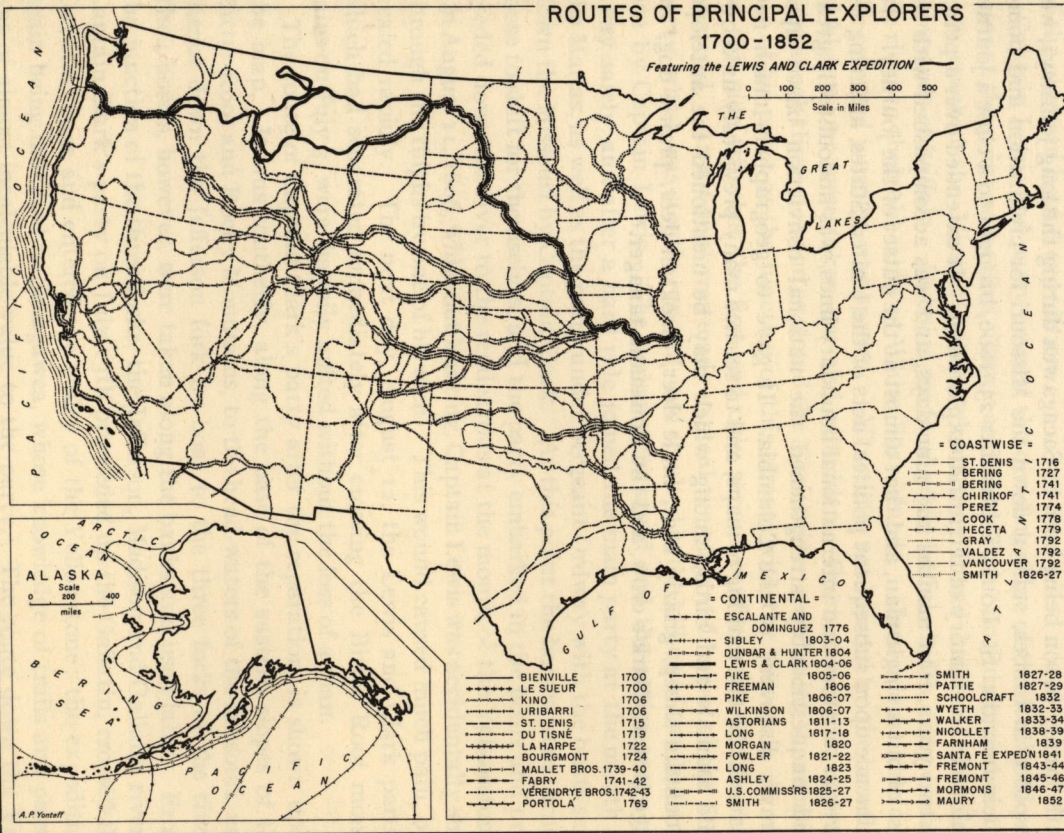 ROUTES OF PRINCIPAL EXPLORERS
1700-1852
Featuring the LEWIS AND CLARK EXPEDITION
0 100 200 300 400 500
Scale in Miles
THE
GREAT
LAKES
PACIFIC OCEAN
ATLANTIC OCEAN
GULF OF MEXICO
= COASTWISE =
ST. DENIS 1716
BERING 1727
BERING 1741
CHIRIKOF 1741
PEREZ 1774
COOK 1778
HECETA 1779
GRAY 1792
VALDEZ 1792
VANCOUVER 1792
SMITH 1826-27
ARCTIC
OCEAN
ALASKA
Scale
0 200 400
miles
BERING
SEA
PACIFIC
OCEAN
A.P. Yontaff
= CONTINENTAL =
BIENVILLE 1700
LE SUEUR 1700
KINO 1706
URIBARRI 1706
ST. DENIS 1715
DU TISNÉ 1719
LA HARPE 1722
BOURGMONT 1724
MALLET BROS. 1739-40
FABRY 1741-42
VÉRENDRYE BROS. 1742-43
PORTOLA 1769
ESCALANTE AND
DOMINGUEZ 1776
SIBLEY 1803-04
DUNBAR & HUNTER 1804
LEWIS & CLARK 1804-06
PIKE 1805-06
FREEMAN 1806
PIKE 1806-07
WILKINSON 1806-07
ASTORIANS 1811-13
LONG 1817-18
MORGAN 1820
FOWLER 1821-22
LONG 1823
ASHLEY 1824-25
U.S. COMMISS'RS 1825-27
SMITH 1826-27
SMITH 1827-28
PATTIE 1827-29
SCHOOLCRAFT 1832
WYETH 1832-33
WALKER 1833-34
NICOLLET 1838-39
FARNHAM 1839
SANTA FE EXPED'N 1841
FREMONT 1843-44
FREMONT 1845-46
MORMONS 1846-47
MAURY 1852